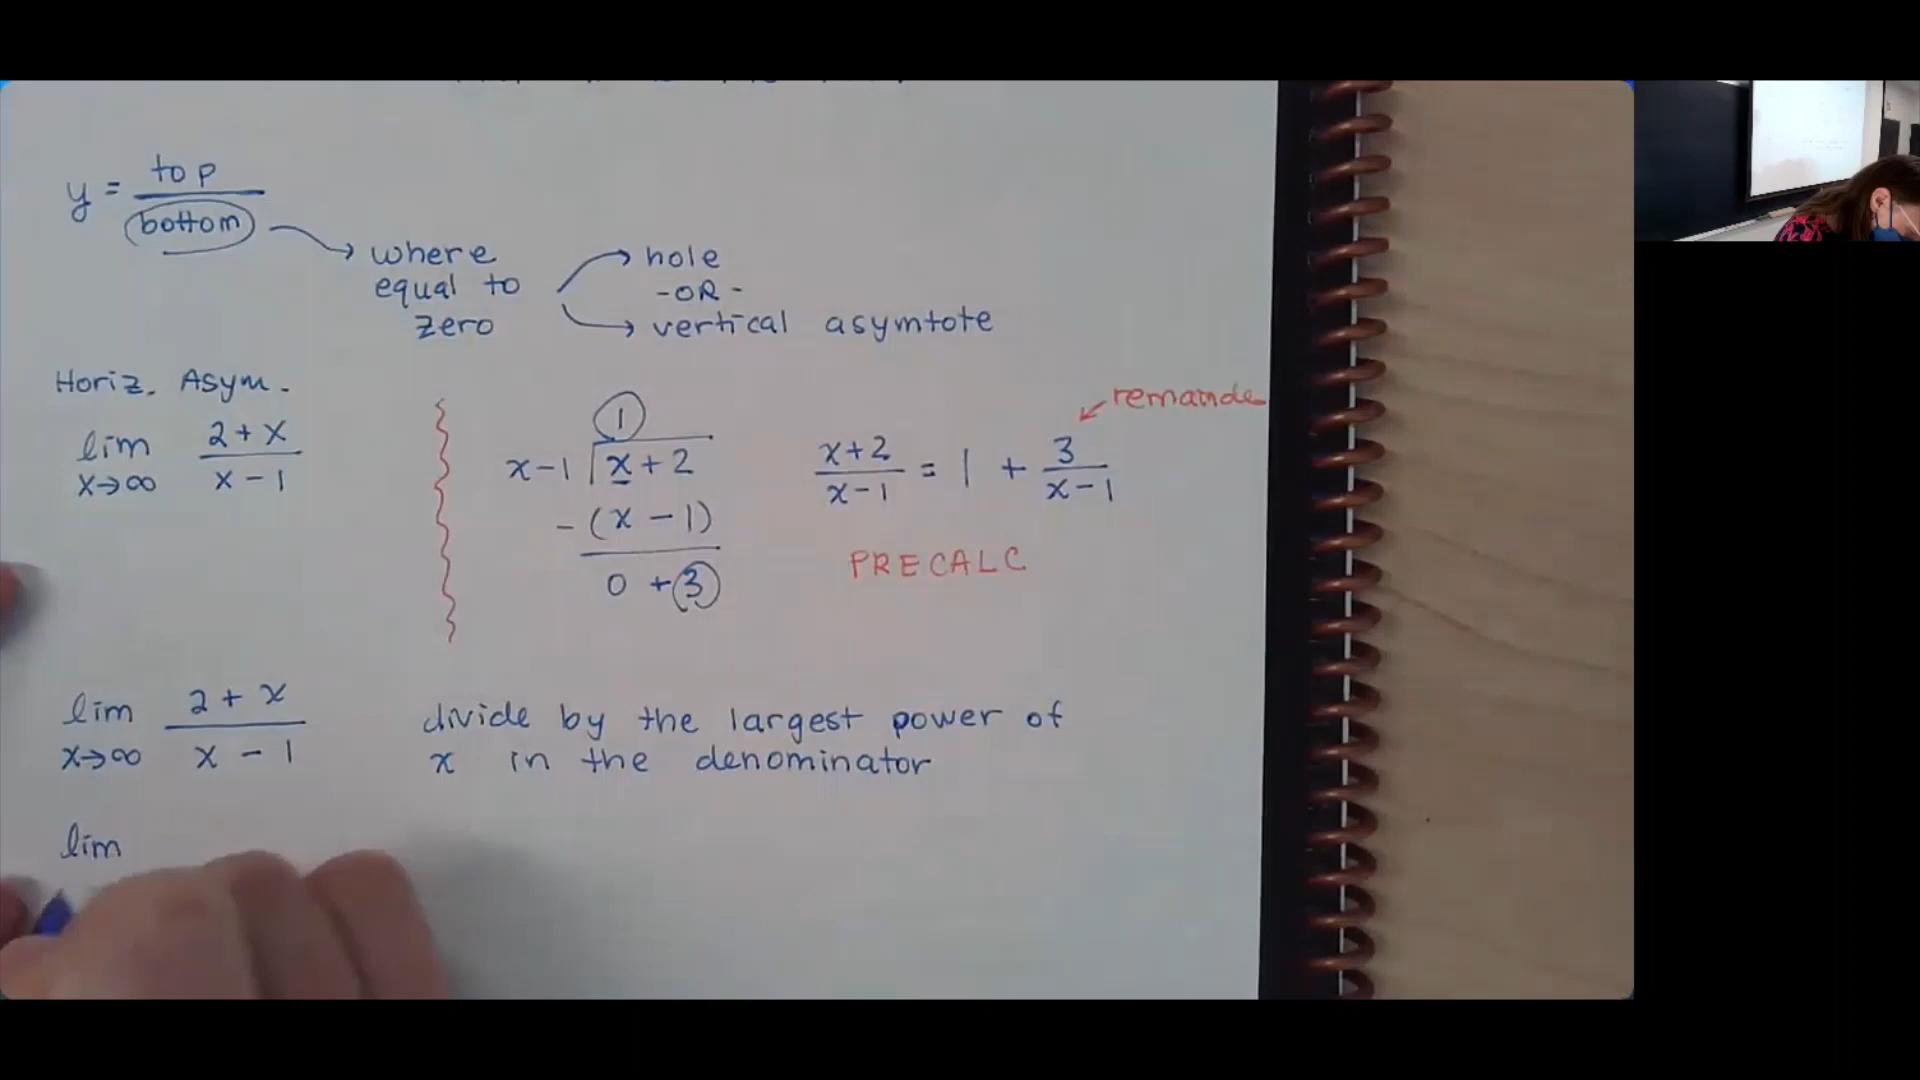 y = top / bottom
where equal to zero
hole
-OR-
vertical asymtote
Horiz. Asym.
lim x→∞ 2+x / x-1
1
x-1 | x+2
-(x-1)
0 +3
x+2 / x-1 = 1 + 3 / x-1
remainde
PRECALC
lim x→∞ 2+x / x-1
divide by the largest power of
x in the denominator
lim